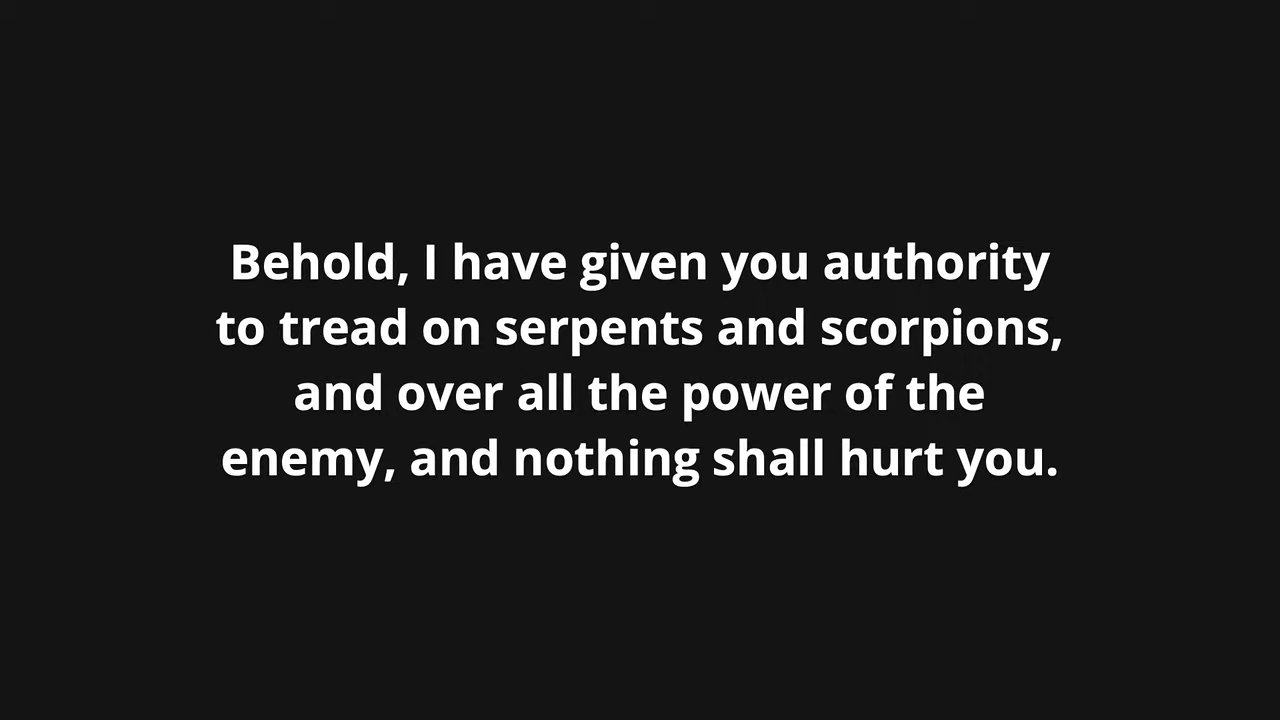 Behold, I have given you authority
to tread on serpents and scorpions,
and over all the power of the
enemy, and nothing shall hurt you.